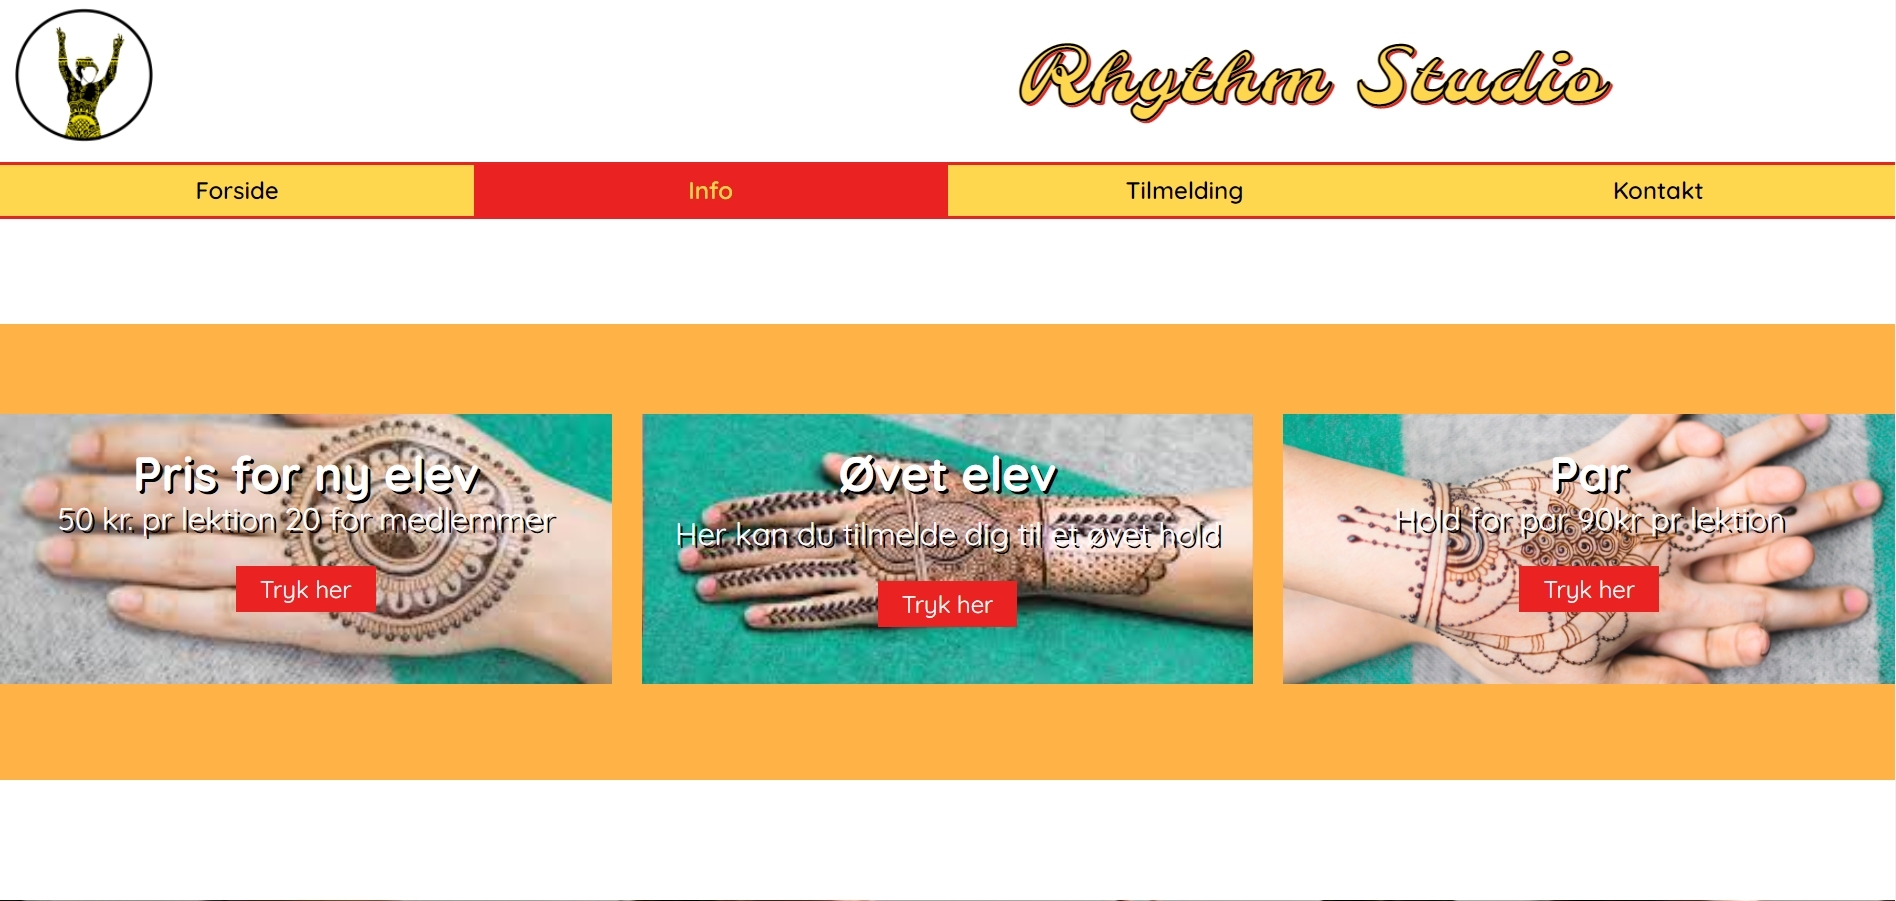 Rhythm Studio
Forside
Info
Tilmelding
Kontakt
Pris for ny elev
50 kr. pr lektion 20 for medlemmer
Tryk her
Øvet elev
Her kan du tilmelde dig til et øvet hold
Tryk her
Par
Hold for par 90kr pr lektion
Tryk her